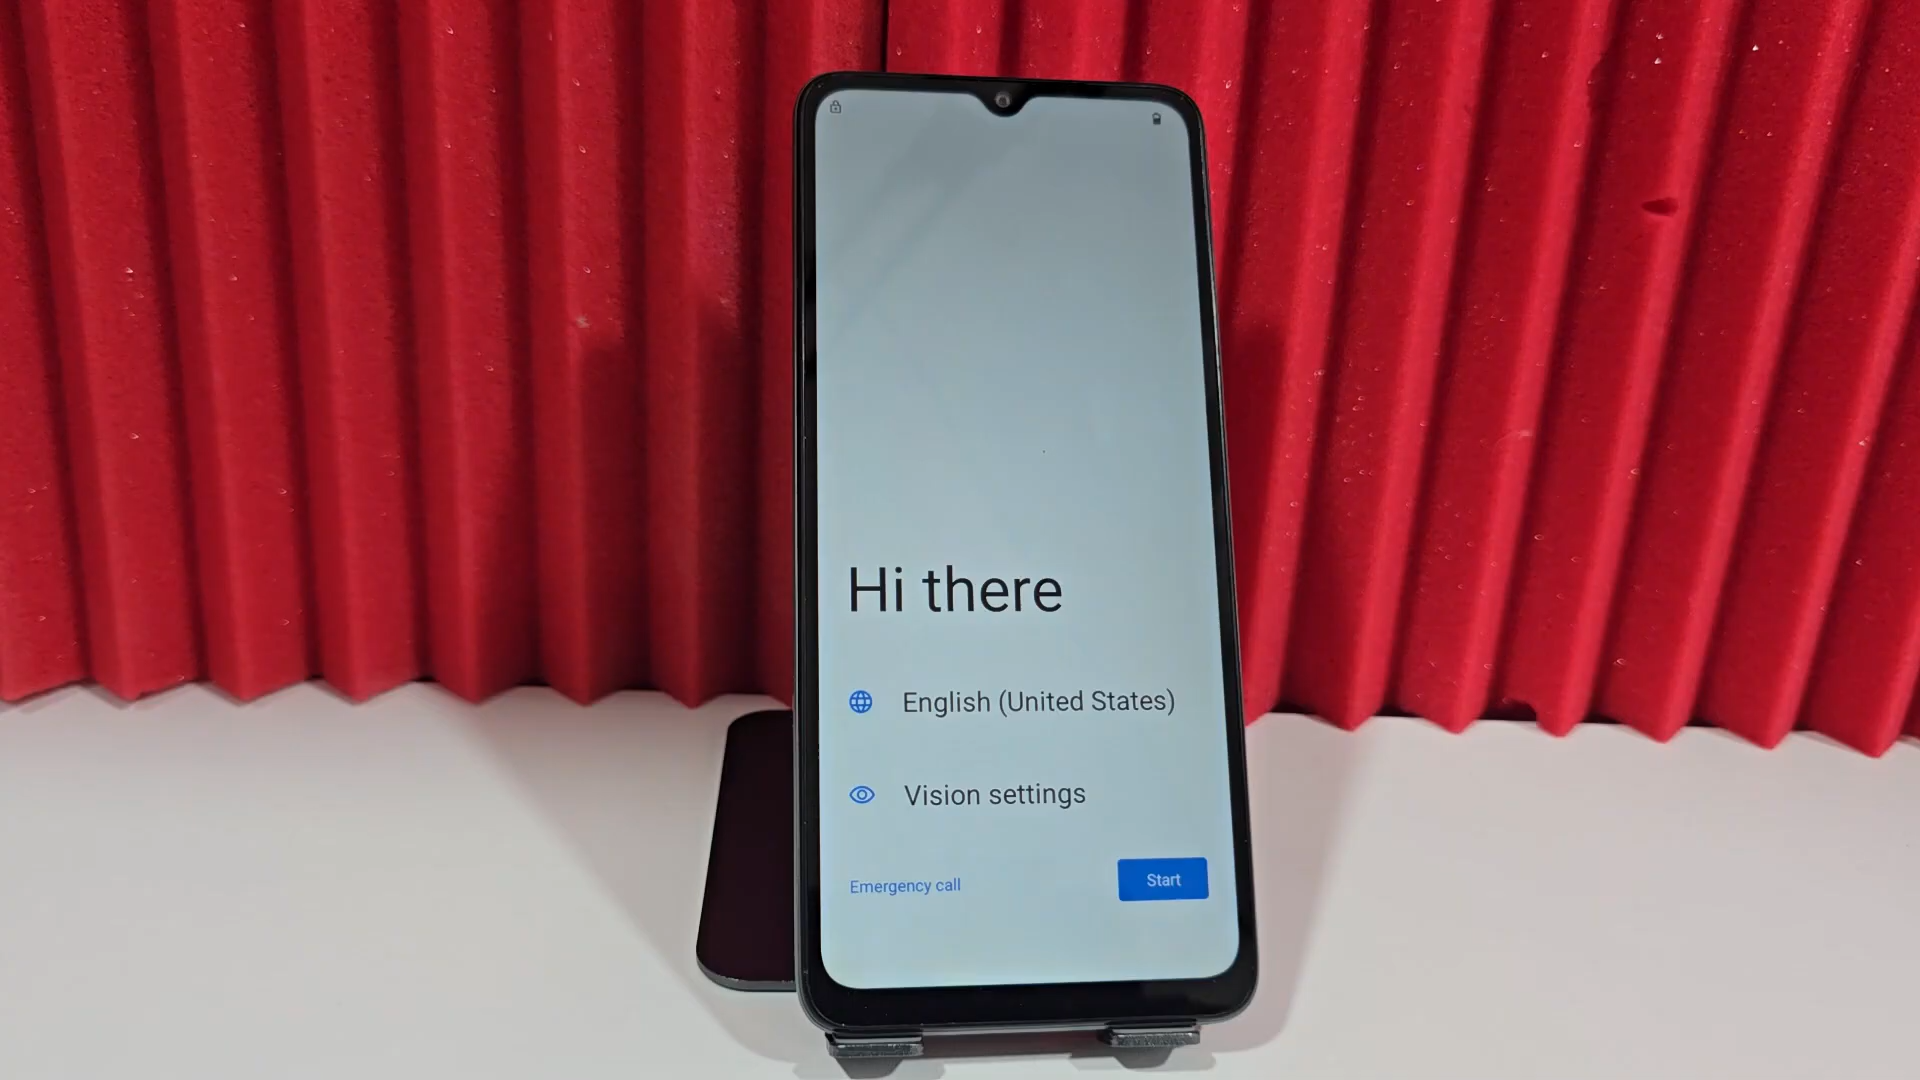 Hi there
English (United States)
Vision settings
Emergency call
Start